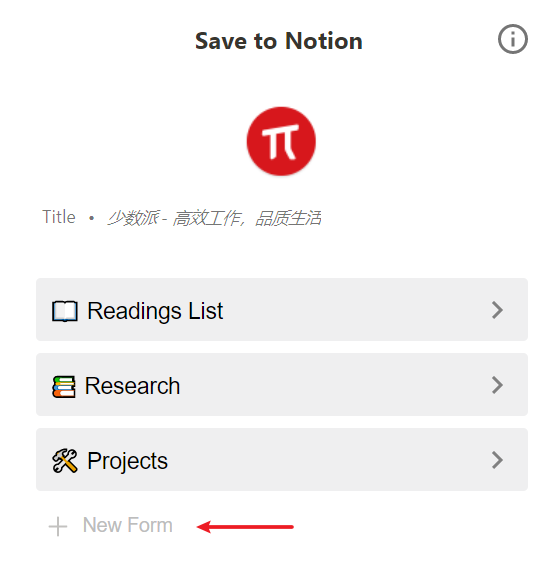 Save to Notion
Title • 少数派 - 高效工作，品质生活
Readings List
Research
Projects
New Form